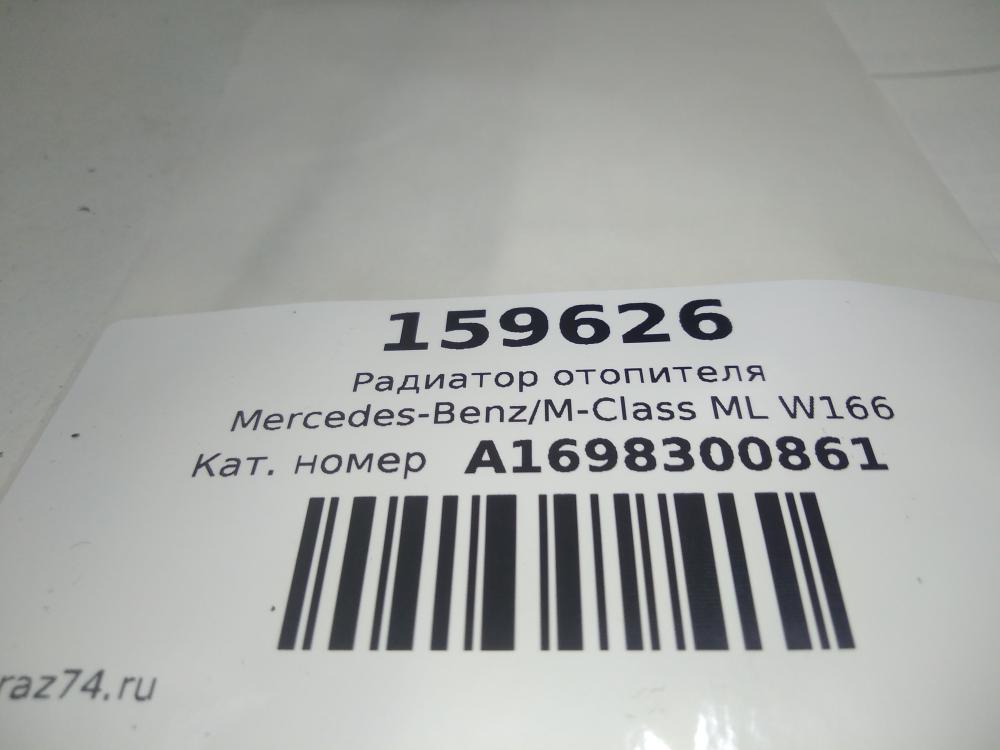 159626
Радиатор отопителя
Mercedes-Benz/M-Class ML W166
Кат. номер A1698300861
raz74.ru